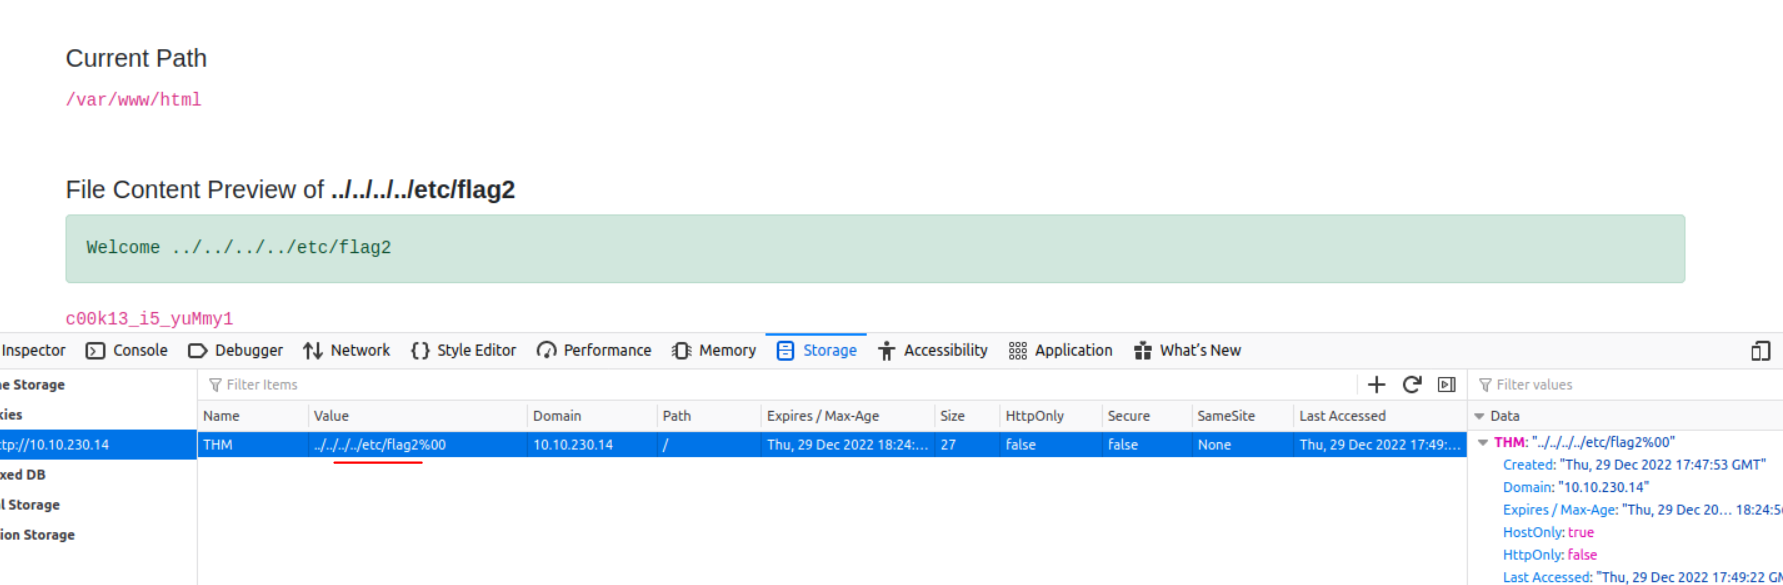 Current Path
/var/www/html
File Content Preview of ../../../../etc/flag2
Welcome ../../../../etc/flag2
c00k13_i5_yuMmy1
Inspector Console Debugger Network Style Editor Performance Memory Storage Accessibility Application What's New
e Storage Filter Items Filter values
kies Name Value Domain Path Expires / Max-Age Size HttpOnly Secure SameSite Last Accessed Data
tp://10.10.230.14 THM ../../../../etc/flag2%00 10.10.230.14 / Thu, 29 Dec 2022 18:24:... 27 false false None Thu, 29 Dec 2022 17:49:... THM: "../../../../etc/flag2%00"
Created: "Thu, 29 Dec 2022 17:47:53 GMT"
xed DB
Domain: "10.10.230.14"
l Storage Expires / Max-Age: "Thu, 29 Dec 20... 18:24:5
ion Storage HostOnly: true
HttpOnly: false
Last Accessed: "Thu, 29 Dec 2022 17:49:22 GM